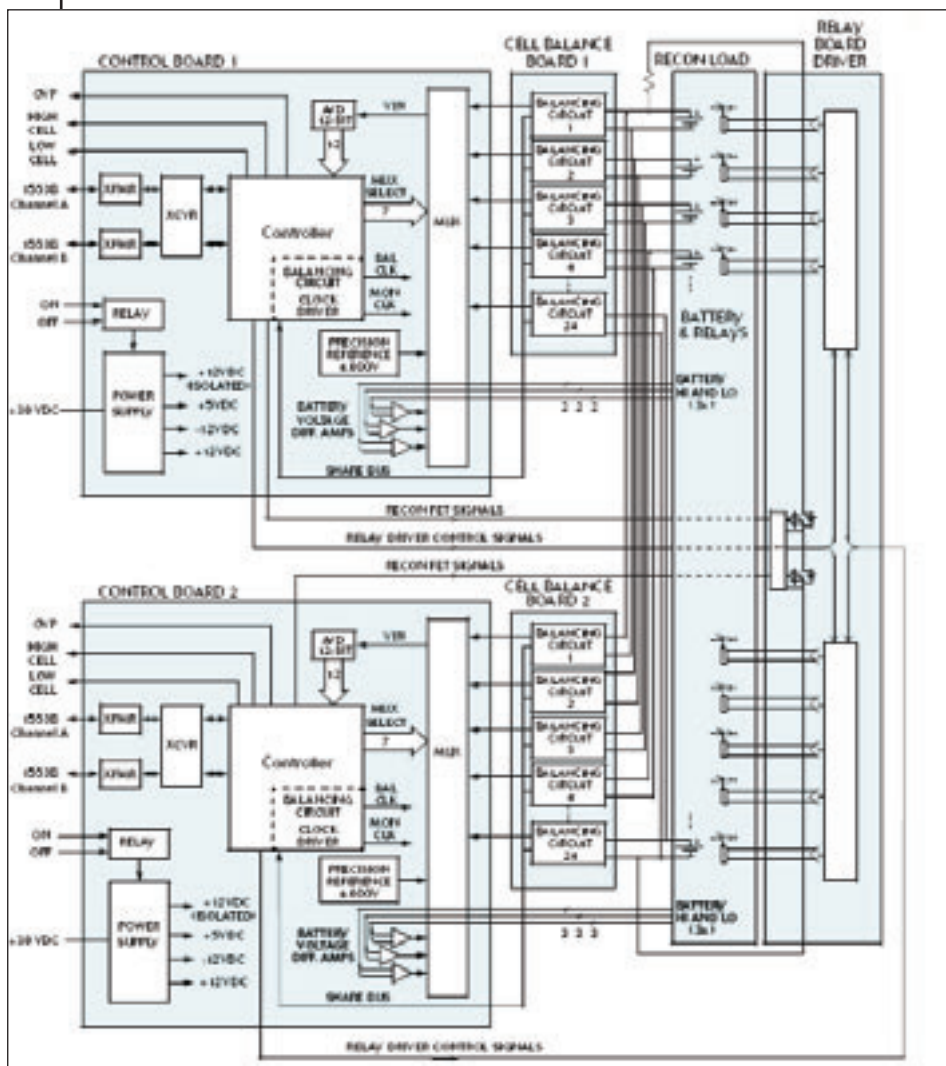 CONTROL BOARD 1
CELL BALANCE
BOARD 1
RECON LOAD
RELAY
BOARD
DRIVER
OVP
HIGH
CELL
LOW
CELL
1553B
Channel A
1553B
Channel B
XFMR
XFMR
XCVR
ON
OFF
RELAY
POWER
SUPPLY
+12VDC
<ISOLATED>
+5VDC
-12VDC
+12VDC
A/D
12-BIT
12
MUX
SELECT
7
Controller
BALANCING
CIRCUIT
CLOCK
DRIVER
BAL
CLK
MON
CLK
PRECISION
REFERENCE
BATTERY
VOLTAGE
DIFF. AMPS
SHARE BUS
MUX
BALANCING
CIRCUIT
1
BALANCING
CIRCUIT
2
BALANCING
CIRCUIT
3
BALANCING
CIRCUIT
4
BALANCING
CIRCUIT
24
BATTERY
& RELAYS
BATTERY
HI AND LO
2 2 2
RECON FET SIGNALS
RELAY DRIVER CONTROL SIGNALS
RECON FET SIGNALS
CONTROL BOARD 2
CELL BALANCE
BOARD 2
OVP
HIGH
CELL
LOW
CELL
1553B
Channel A
1553B
Channel B
XFMR
XFMR
XCVR
ON
OFF
RELAY
POWER
SUPPLY
+12VDC
<ISOLATED>
+5VDC
-12VDC
+12VDC
A/D
12-BIT
12
MUX
SELECT
7
Controller
BALANCING
CIRCUIT
CLOCK
DRIVER
BAL
CLK
MON
CLK
PRECISION
REFERENCE
BATTERY
VOLTAGE
DIFF. AMPS
SHARE BUS
MUX
BALANCING
CIRCUIT
1
BALANCING
CIRCUIT
2
BALANCING
CIRCUIT
3
BALANCING
CIRCUIT
4
BALANCING
CIRCUIT
24
BATTERY
HI AND LO
2 2 2
RELAY DRIVER CONTROL SIGNALS